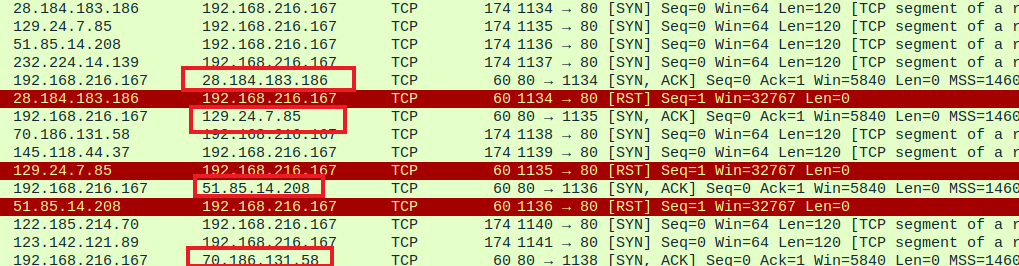 28.184.183.186 192.168.216.167 TCP 174 1134 → 80 [SYN] Seq=0 Win=64 Len=120 [TCP segment of a r
129.24.7.85 192.168.216.167 TCP 174 1135 → 80 [SYN] Seq=0 Win=64 Len=120 [TCP segment of a r
51.85.14.208 192.168.216.167 TCP 174 1136 → 80 [SYN] Seq=0 Win=64 Len=120 [TCP segment of a r
232.224.14.139 192.168.216.167 TCP 174 1137 → 80 [SYN] Seq=0 Win=64 Len=120 [TCP segment of a r
192.168.216.167 28.184.183.186 TCP 60 80 → 1134 [SYN, ACK] Seq=0 Ack=1 Win=5840 Len=0 MSS=1460
28.184.183.186 192.168.216.167 TCP 60 1134 → 80 [RST] Seq=1 Win=32767 Len=0
192.168.216.167 129.24.7.85 TCP 60 80 → 1135 [SYN, ACK] Seq=0 Ack=1 Win=5840 Len=0 MSS=1460
70.186.131.58 192.168.216.167 TCP 174 1138 → 80 [SYN] Seq=0 Win=64 Len=120 [TCP segment of a r
145.118.44.37 192.168.216.167 TCP 174 1139 → 80 [SYN] Seq=0 Win=64 Len=120 [TCP segment of a r
129.24.7.85 192.168.216.167 TCP 60 1135 → 80 [RST] Seq=1 Win=32767 Len=0
192.168.216.167 51.85.14.208 TCP 60 80 → 1136 [SYN, ACK] Seq=0 Ack=1 Win=5840 Len=0 MSS=1460
51.85.14.208 192.168.216.167 TCP 60 1136 → 80 [RST] Seq=1 Win=32767 Len=0
122.185.214.70 192.168.216.167 TCP 174 1140 → 80 [SYN] Seq=0 Win=64 Len=120 [TCP segment of a r
123.142.121.89 192.168.216.167 TCP 174 1141 → 80 [SYN] Seq=0 Win=64 Len=120 [TCP segment of a r
192.168.216.167 70.186.131.58 TCP 60 80 → 1138 [SYN, ACK] Seq=0 Ack=1 Win=5840 Len=0 MSS=1460